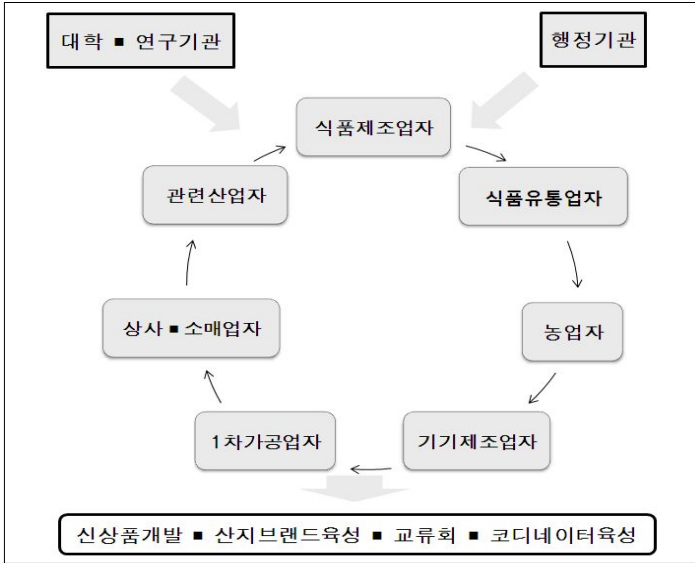 대학 ■ 연구기관
행정기관
식품제조업자
관련산업자
식품유통업자
상사 ■ 소매업자
농업자
1차가공업자
기기제조업자
신상품개발 ■ 산지브랜드육성 ■ 교류회 ■ 코디네이터육성